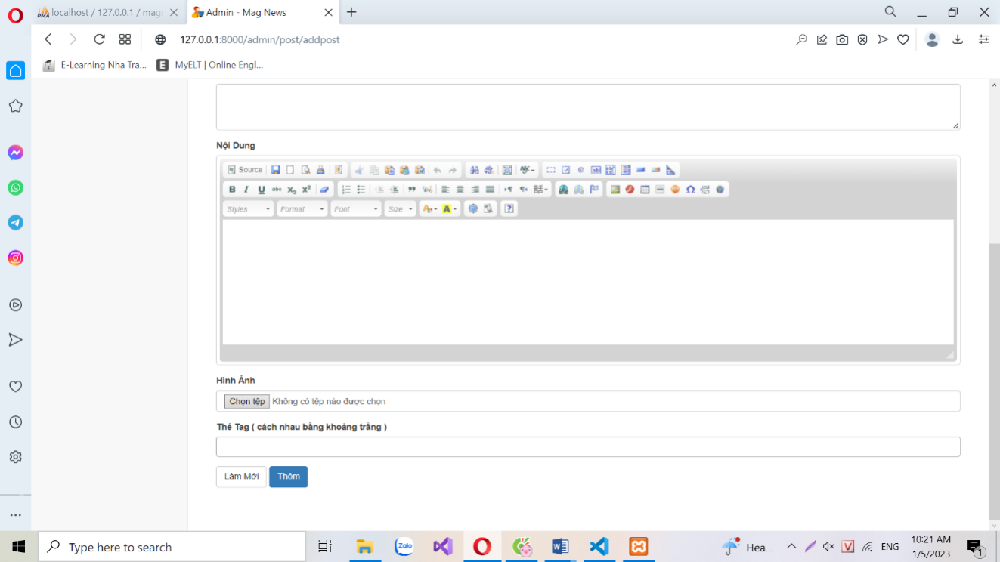 localhost / 127.0.0.1 / mag
Admin - Mag News
127.0.0.1:8000/admin/post/addpost
E-Learning Nha Tra...
MyELT | Online Engl...
Nội Dung
Source
Styles Format Font Size
Hình Ảnh
Chọn tệp Không có tệp nào được chọn
Thẻ Tag ( cách nhau bằng khoảng trắng )
Làm Mới Thêm
Type here to search
Zalo
Hea...
ENG
10:21 AM
1/5/2023
1